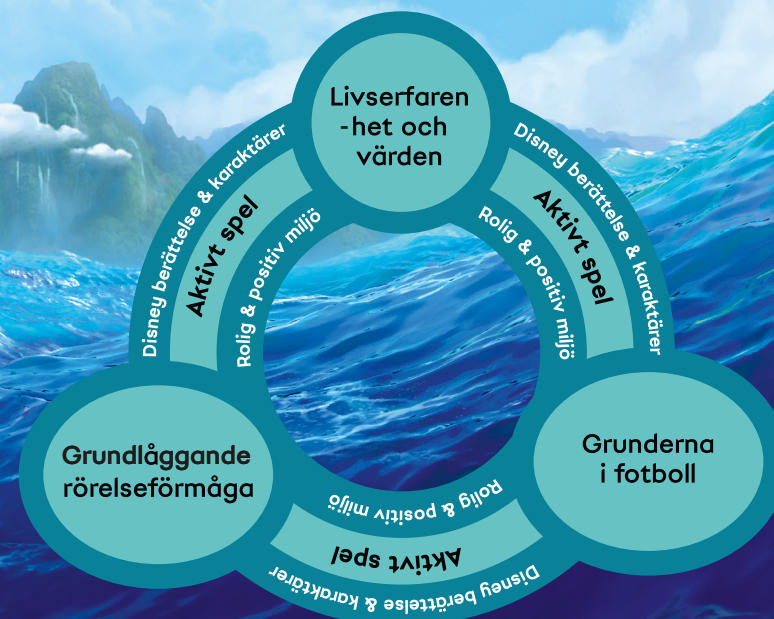 Livserfaren
-het och
värden
Disney berättelse & karaktärer
Aktivt spel
Rolig & positiv miljö
Disney berättelse & karaktärer
Aktivt spel
Rolig & positiv miljö
Grundlåggande
rörelseförmåga
Grunderna
i fotboll
Rolig & positiv miljö
Aktivt spel
Disney berättelse & karaktärer